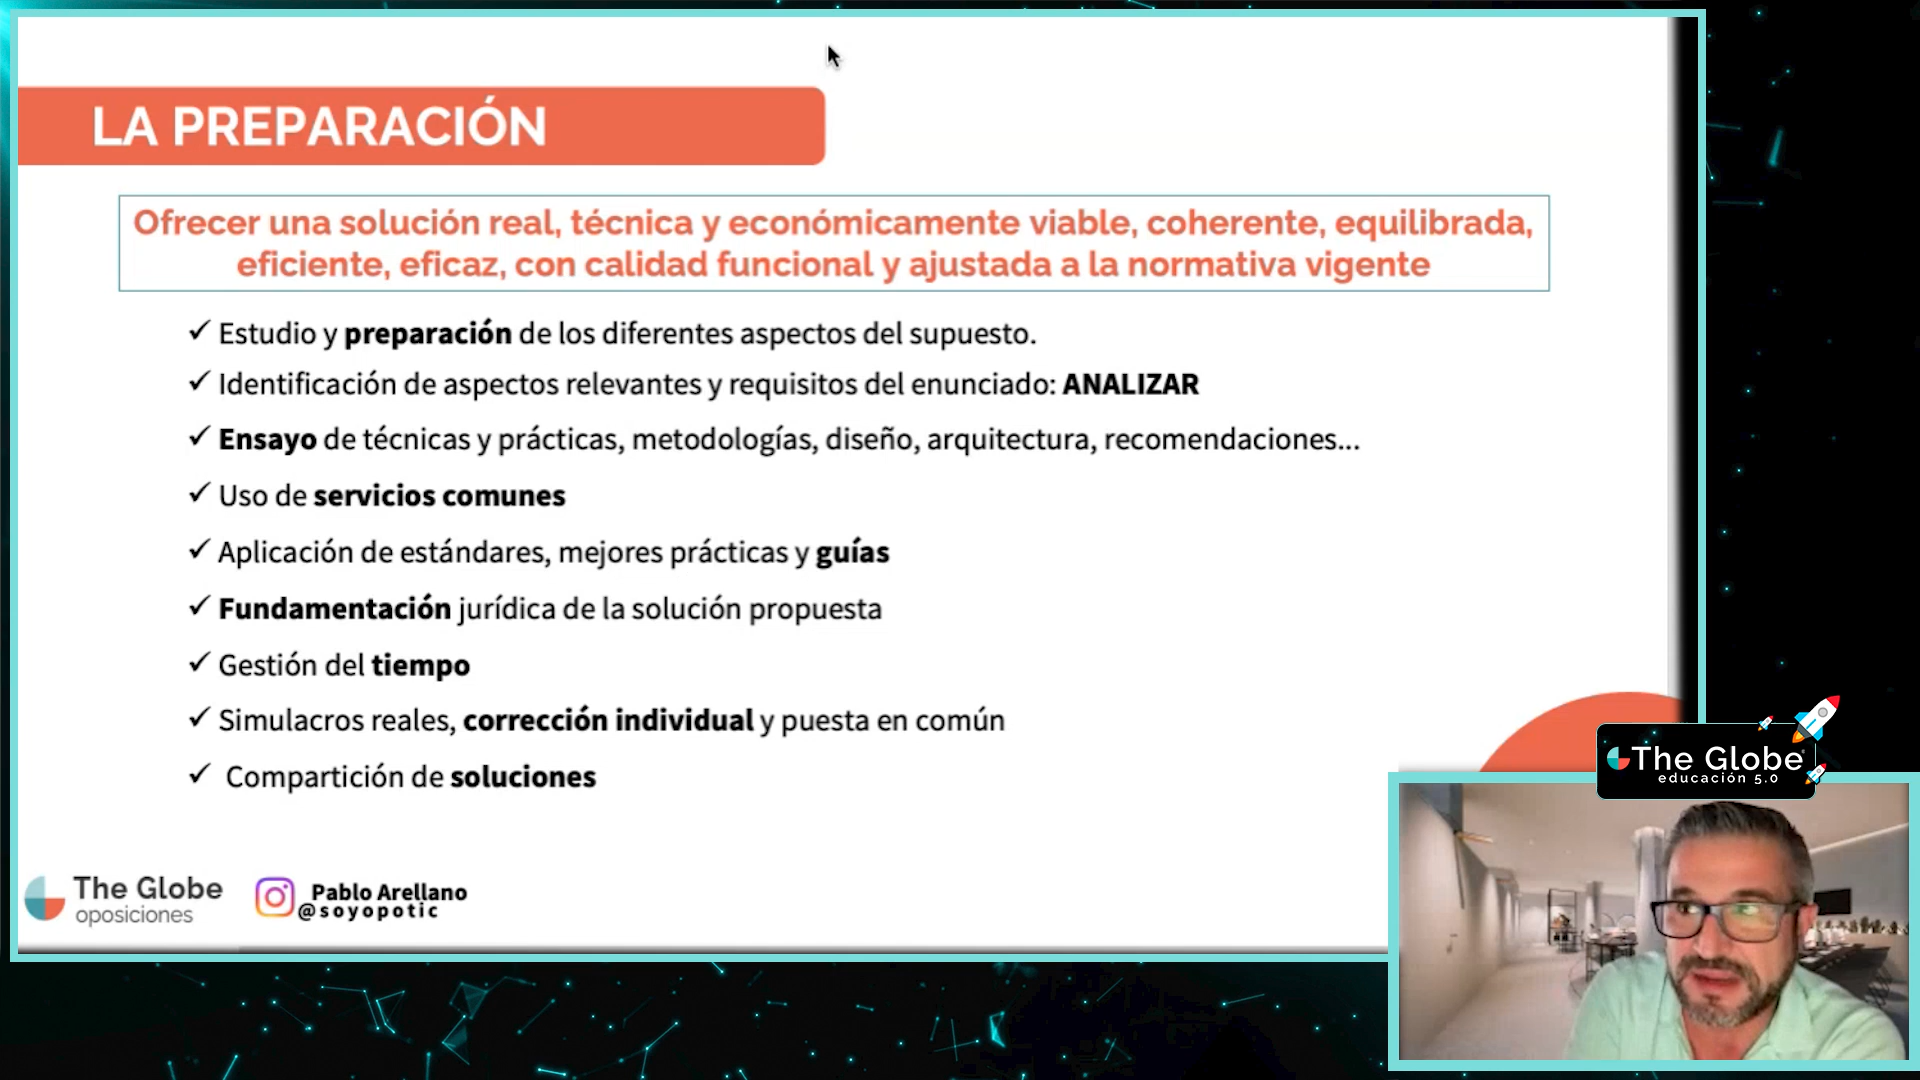 LA PREPARACIÓN
Ofrecer una solución real, técnica y económicamente viable, coherente, equilibrada,
eficiente, eficaz, con calidad funcional y ajustada a la normativa vigente
✓ Estudio y preparación de los diferentes aspectos del supuesto.
✓ Identificación de aspectos relevantes y requisitos del enunciado: ANALIZAR
✓ Ensayo de técnicas y prácticas, metodologías, diseño, arquitectura, recomendaciones...
✓ Uso de servicios comunes
✓ Aplicación de estándares, mejores prácticas y guías
✓ Fundamentación jurídica de la solución propuesta
✓ Gestión del tiempo
✓ Simulacros reales, corrección individual y puesta en común
✓ Compartición de soluciones
The Globe
oposiciones
Pablo Arellano
@soyopotic
The Globe
educación 5.0